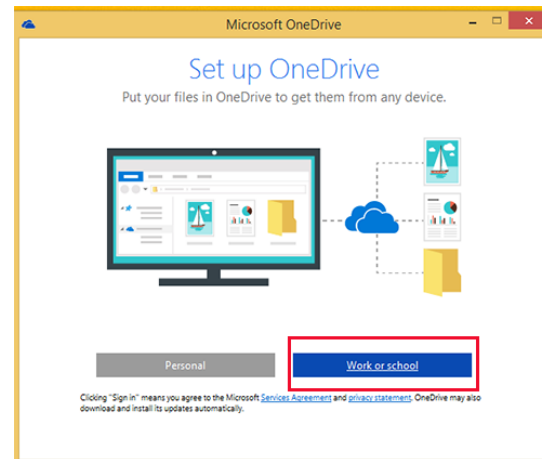 Microsoft OneDrive
Set up OneDrive
Put your files in OneDrive to get them from any device.
Personal
Work or school
Clicking "Sign in" means you agree to the Microsoft Services Agreement and privacy statement. OneDrive may also
download and install its updates automatically.